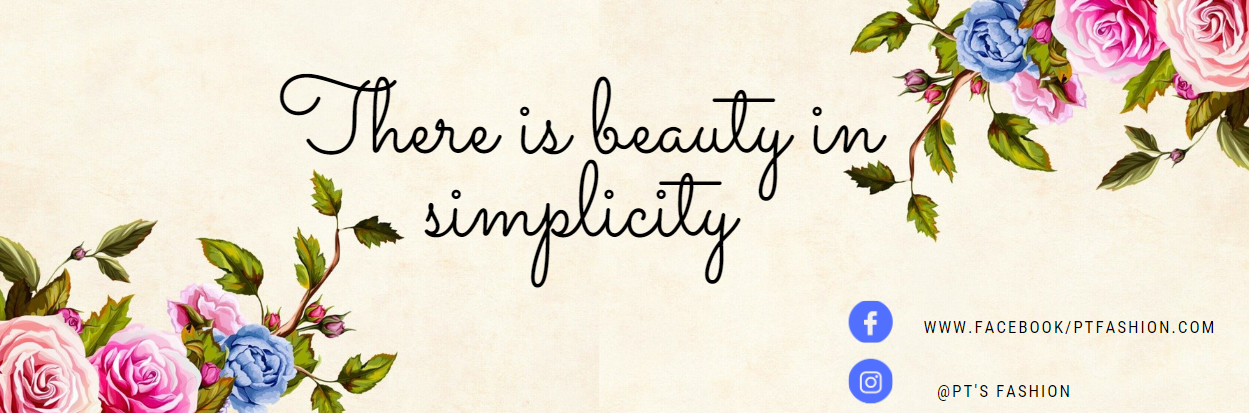 There is beauty in
simplicity
WWW.FACEBOOK/PTFASHION.COM
@PT'S FASHION